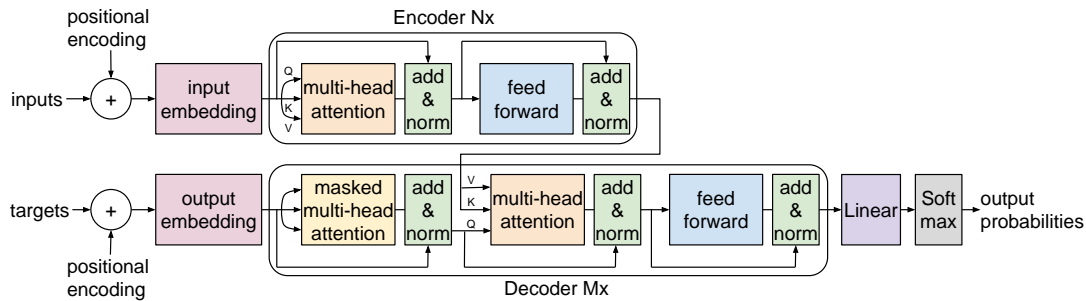 Encoder Nx
positional
encoding
inputs
+
input
embedding
Q
K
V
multi-head
attention
add
&
norm
feed
forward
add
&
norm
targets
+
positional
encoding
output
embedding
masked
multi-head
attention
add
&
norm
V
K
Q
multi-head
attention
add
&
norm
feed
forward
add
&
norm
Linear
Soft
max
output
probabilities
Decoder Mx